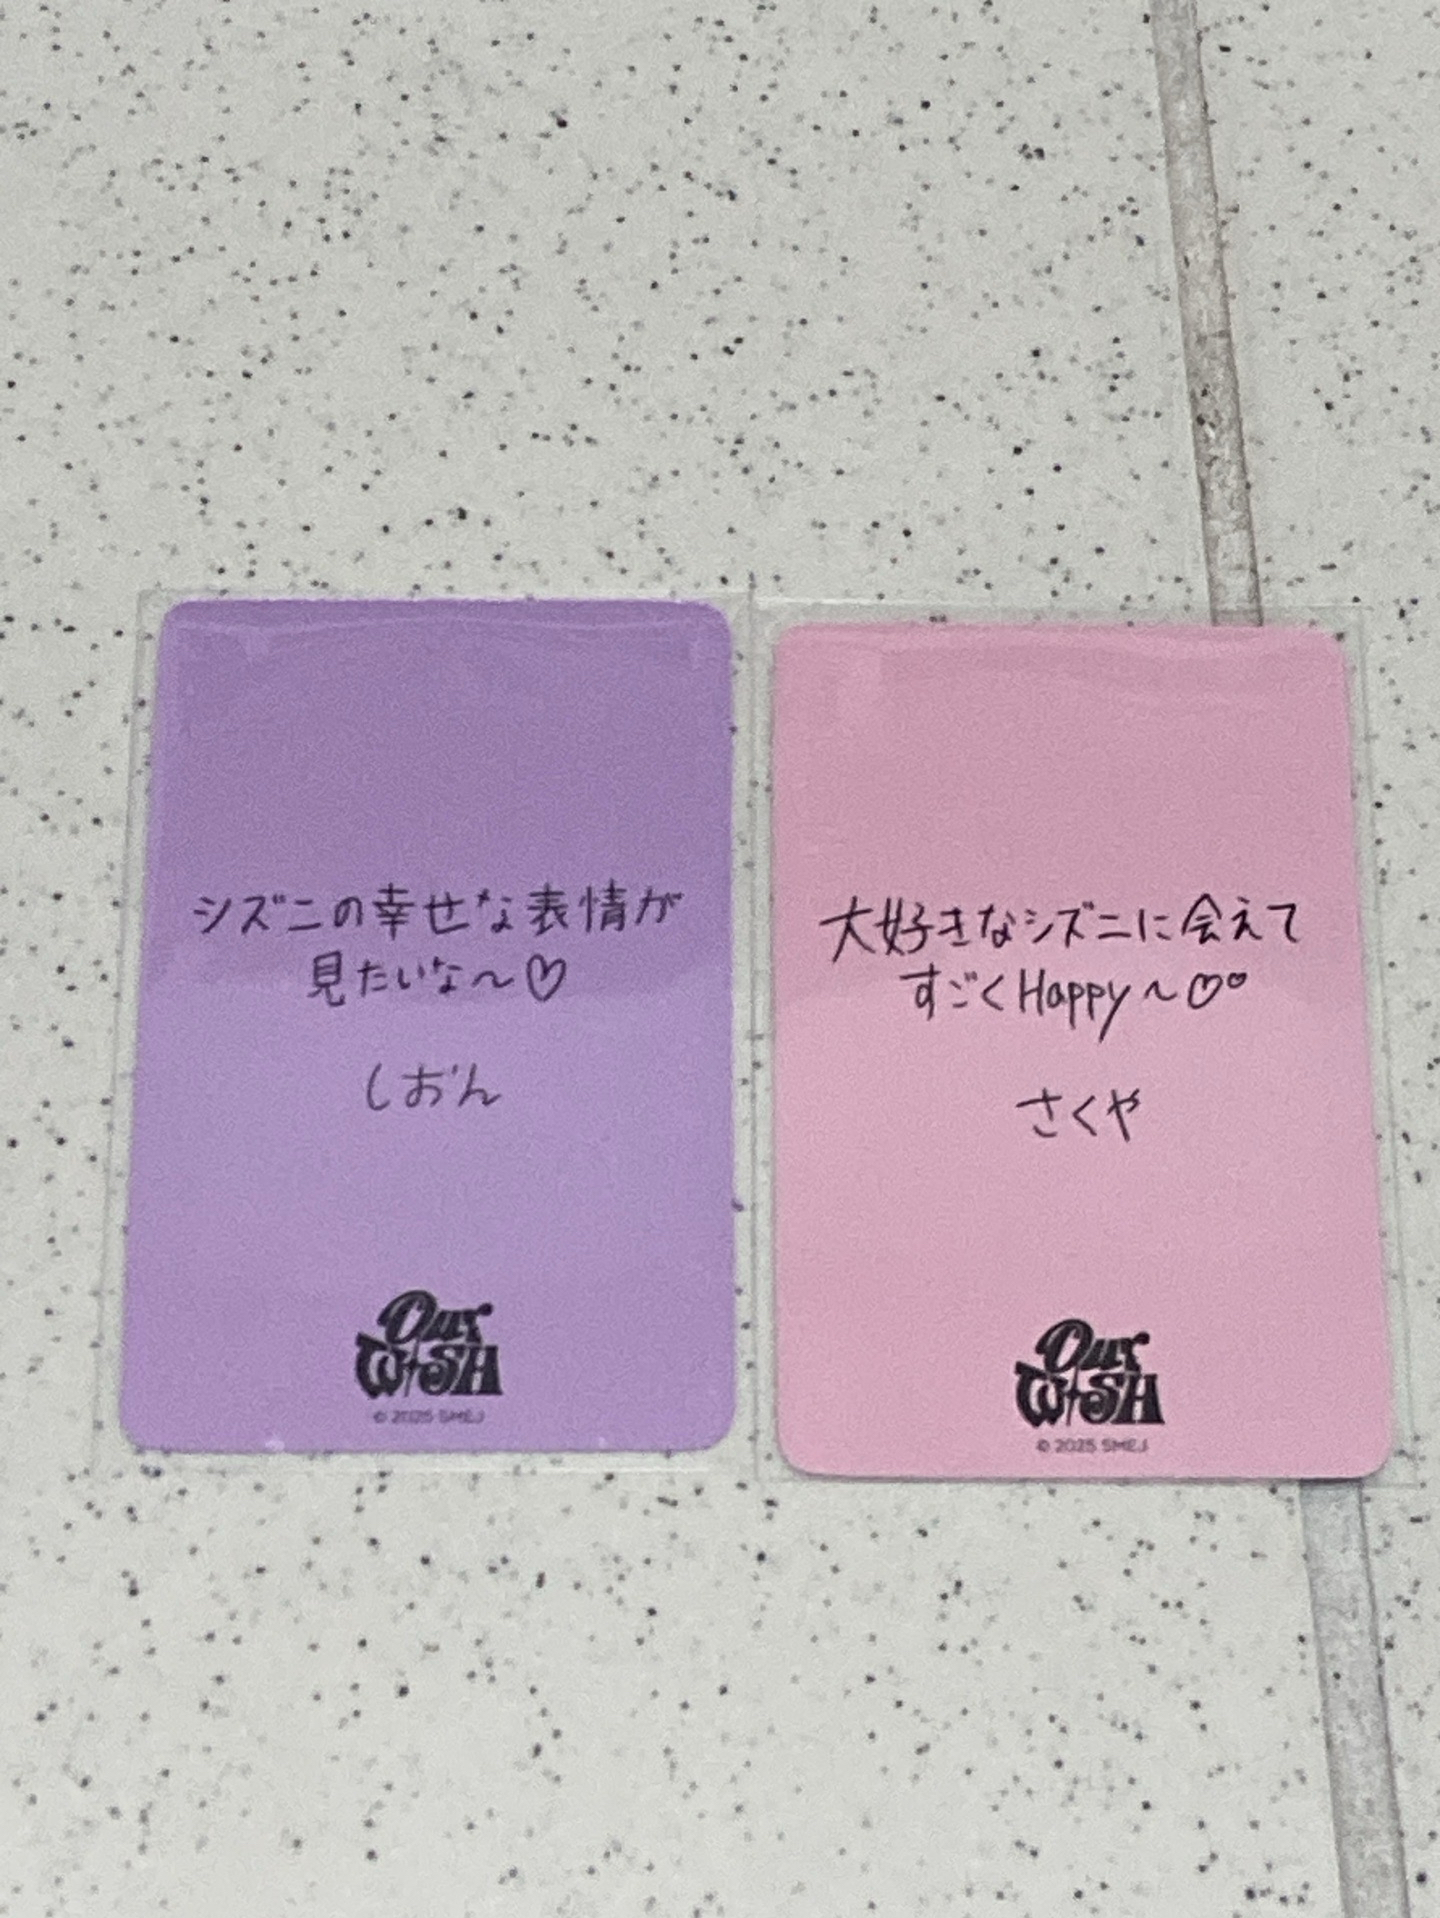 シズニの幸せな表情が
見たいな〜♡
しおん
Our
Wish
© 2025 SMEJ
大好きなシズニに会えて
すごくHappy〜♡♡
さくや
Our
Wish
© 2025 SMEJ